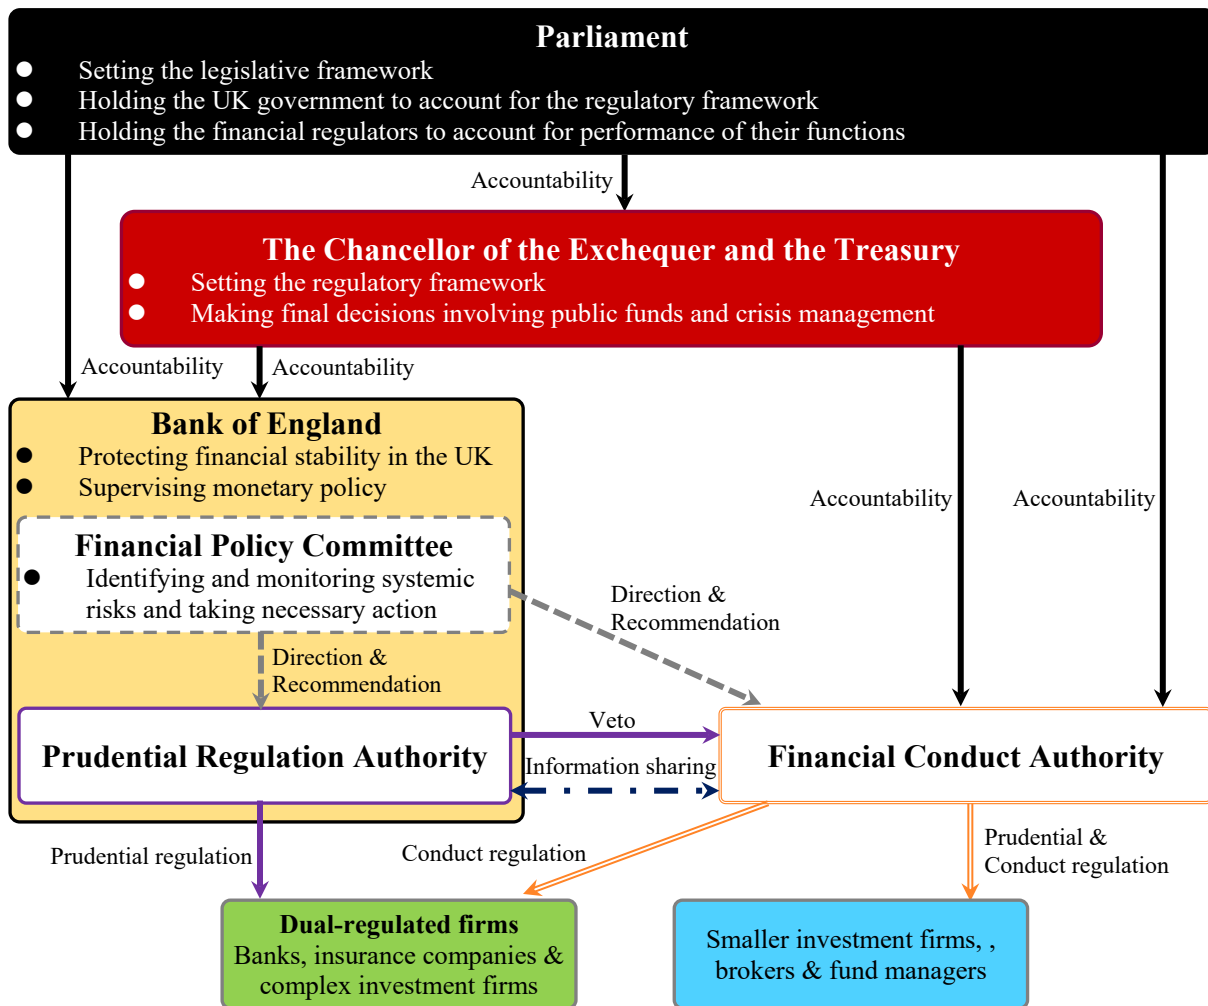 Parliament
● Setting the legislative framework
● Holding the UK government to account for the regulatory framework
● Holding the financial regulators to account for performance of their functions
Accountability
The Chancellor of the Exchequer and the Treasury
● Setting the regulatory framework
● Making final decisions involving public funds and crisis management
Accountability
Accountability
Bank of England
● Protecting financial stability in the UK
● Supervising monetary policy
Accountability
Accountability
Financial Policy Committee
● Identifying and monitoring systemic
risks and taking necessary action
Direction &
Recommendation
Direction &
Recommendation
Prudential Regulation Authority
Veto
Information sharing
Financial Conduct Authority
Prudential regulation
Conduct regulation
Prudential &
Conduct regulation
Dual-regulated firms
Banks, insurance companies &
complex investment firms
Smaller investment firms, ,
brokers & fund managers